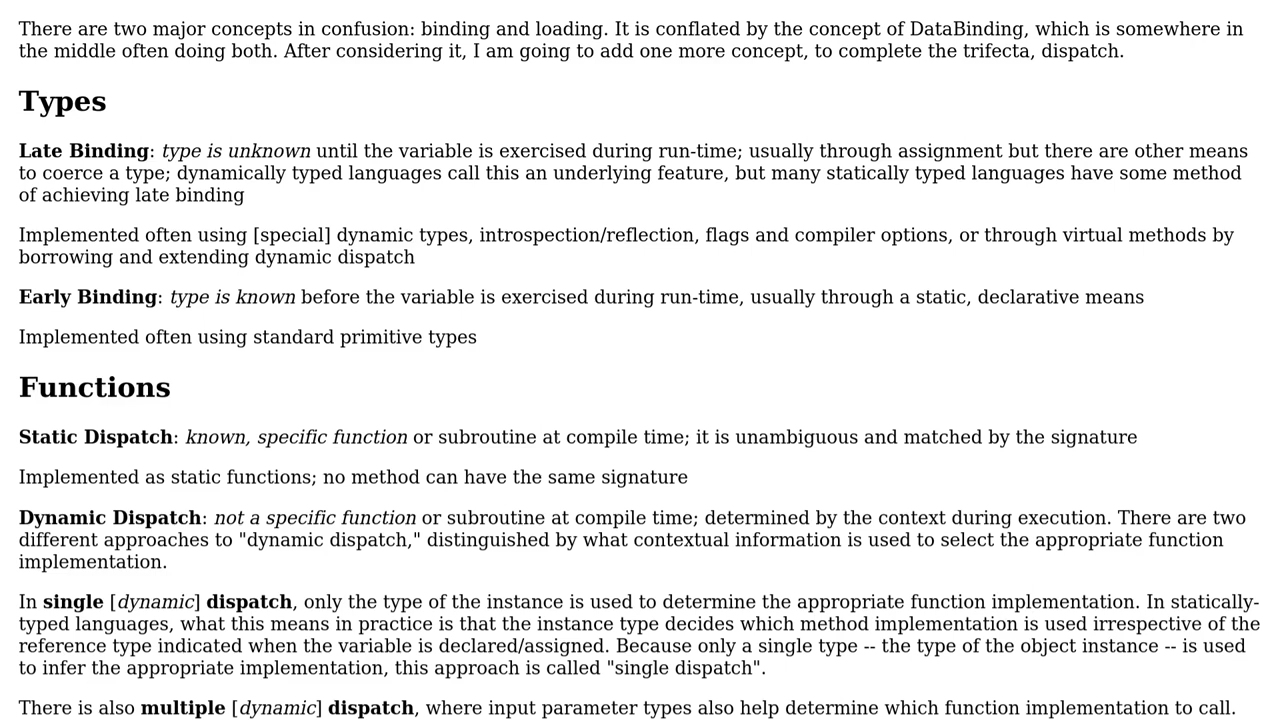 There are two major concepts in confusion: binding and loading. It is conflated by the concept of DataBinding, which is somewhere in
the middle often doing both. After considering it, I am going to add one more concept, to complete the trifecta, dispatch.
Types
Late Binding: type is unknown until the variable is exercised during run-time; usually through assignment but there are other means
to coerce a type; dynamically typed languages call this an underlying feature, but many statically typed languages have some method
of achieving late binding
Implemented often using [special] dynamic types, introspection/reflection, flags and compiler options, or through virtual methods by
borrowing and extending dynamic dispatch
Early Binding: type is known before the variable is exercised during run-time, usually through a static, declarative means
Implemented often using standard primitive types
Functions
Static Dispatch: known, specific function or subroutine at compile time; it is unambiguous and matched by the signature
Implemented as static functions; no method can have the same signature
Dynamic Dispatch: not a specific function or subroutine at compile time; determined by the context during execution. There are two
different approaches to "dynamic dispatch," distinguished by what contextual information is used to select the appropriate function
implementation.
In single [dynamic] dispatch, only the type of the instance is used to determine the appropriate function implementation. In statically-
typed languages, what this means in practice is that the instance type decides which method implementation is used irrespective of the
reference type indicated when the variable is declared/assigned. Because only a single type -- the type of the object instance -- is used
to infer the appropriate implementation, this approach is called "single dispatch".
There is also multiple [dynamic] dispatch, where input parameter types also help determine which function implementation to call.